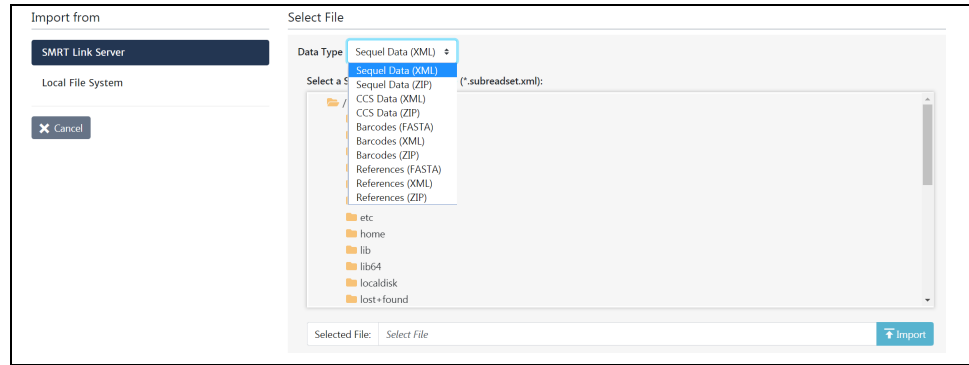 Import from
Select File
SMRT Link Server
Local File System
Cancel
Data Type Sequel Data (XML)
Sequel Data (XML)
Sequel Data (ZIP)
CCS Data (XML)
CCS Data (ZIP)
Barcodes (FASTA)
Barcodes (XML)
Barcodes (ZIP)
References (FASTA)
References (XML)
References (ZIP)
Select a S (*.subreadset.xml):
/
etc
home
lib
lib64
localdisk
lost+found
Selected File: Select File
Import